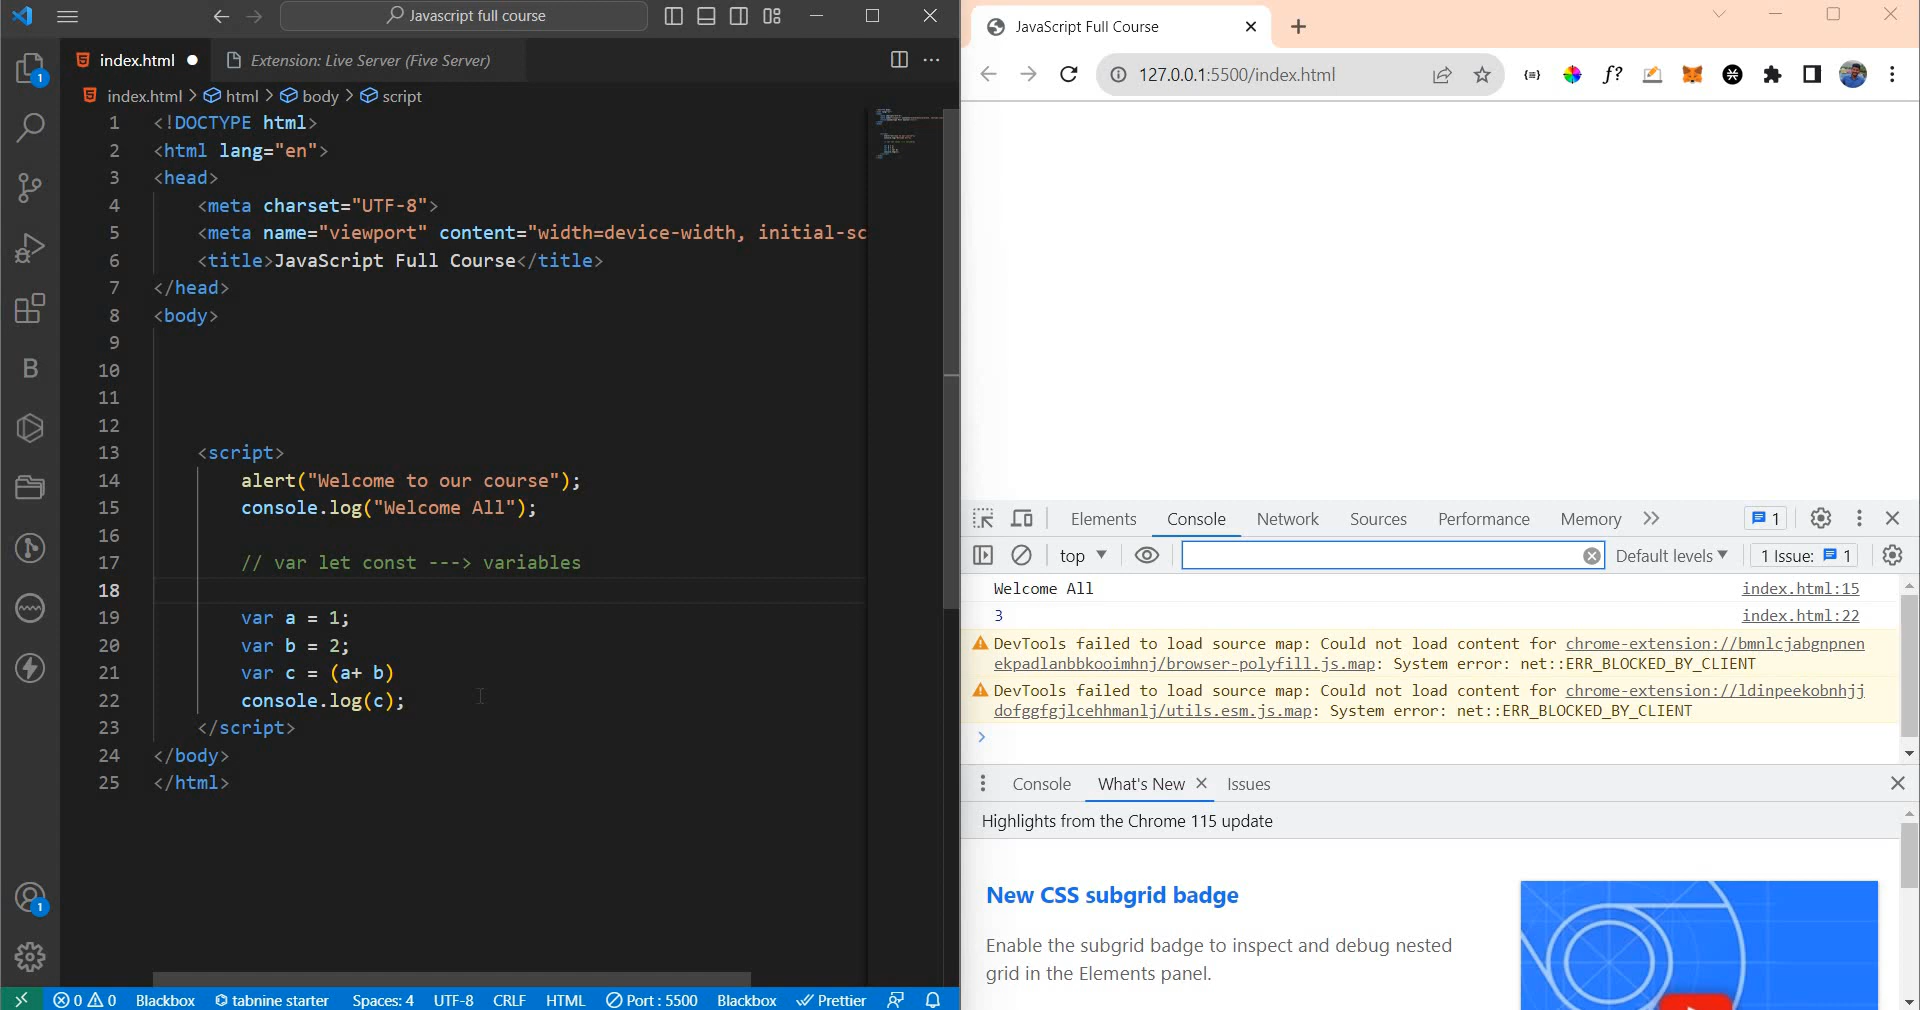 Javascript full course
index.html
Extension: Live Server (Five Server)
index.html > html > body > script
1 <!DOCTYPE html>
2 <html lang="en">
3 <head>
4 <meta charset="UTF-8">
5 <meta name="viewport" content="width=device-width, initial-sc
6 <title>JavaScript Full Course</title>
7 </head>
8 <body>
9
10
11
12
13 <script>
14 alert("Welcome to our course");
15 console.log("Welcome All");
16
17 // var let const ---> variables
18
19 var a = 1;
20 var b = 2;
21 var c = (a+ b)
22 console.log(c);
23 </script>
24 </body>
25 </html>
1
B
1
0 0 Blackbox tabnine starter Spaces: 4 UTF-8 CRLF HTML Port : 5500 Blackbox Prettier
JavaScript Full Course
127.0.0.1:5500/index.html
f?
Elements Console Network Sources Performance Memory 1
top Default levels 1 Issue: 1
Welcome All index.html:15
3 index.html:22
DevTools failed to load source map: Could not load content for chrome-extension://bmnlcjabgnpnen
ekpadlanbbkooimhnj/browser-polyfill.js.map: System error: net::ERR_BLOCKED_BY_CLIENT
DevTools failed to load source map: Could not load content for chrome-extension://ldinpeekobnhjj
dofggfgjlcehhmanlj/utils.esm.js.map: System error: net::ERR_BLOCKED_BY_CLIENT
Console What's New Issues
Highlights from the Chrome 115 update
New CSS subgrid badge
Enable the subgrid badge to inspect and debug nested
grid in the Elements panel.